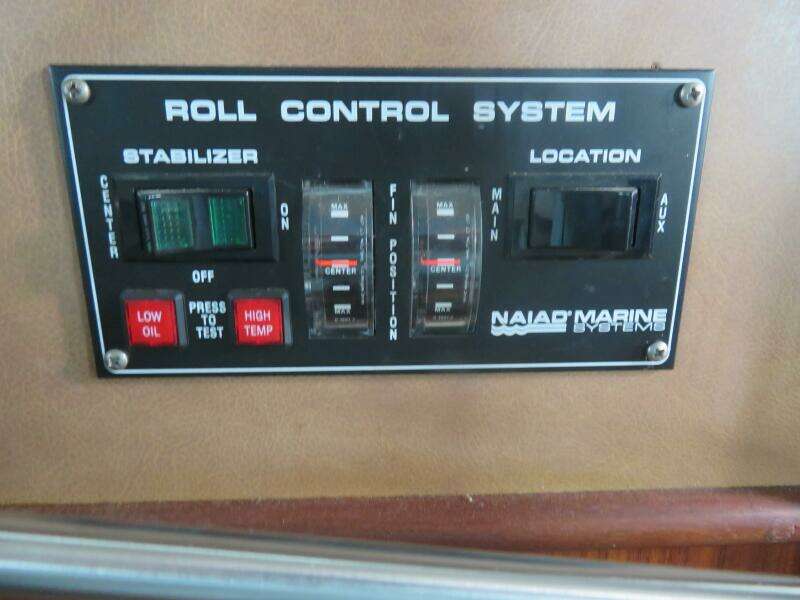 ROLL CONTROL SYSTEM
STABILIZER
LOCATION
CENTER
ON
OFF
LOW
OIL
PRESS
TO
TEST
HIGH
TEMP
MAX
CENTER
MAX
FIN POSITION
MAX
CENTER
MAX
MAIN
AUX
NAIAD® MARINE
SYSTEMS